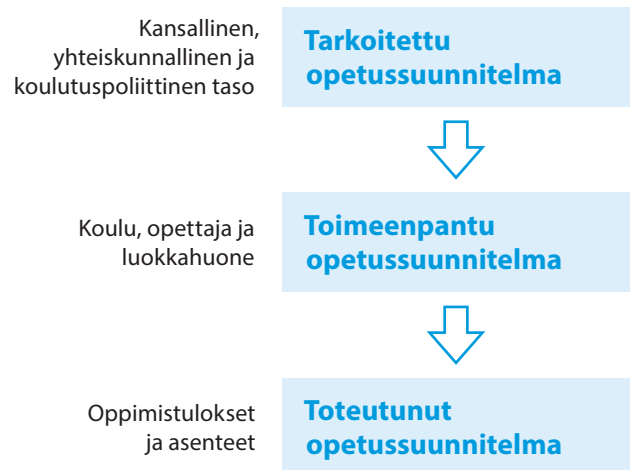 Kansallinen,
yhteiskunnallinen ja
koulutuspoliittinen taso
Tarkoitettu
opetussuunnitelma
Koulu, opettaja ja
luokkahuone
Toimeenpantu
opetussuunnitelma
Oppimistulokset
ja asenteet
Toteutunut
opetussuunnitelma